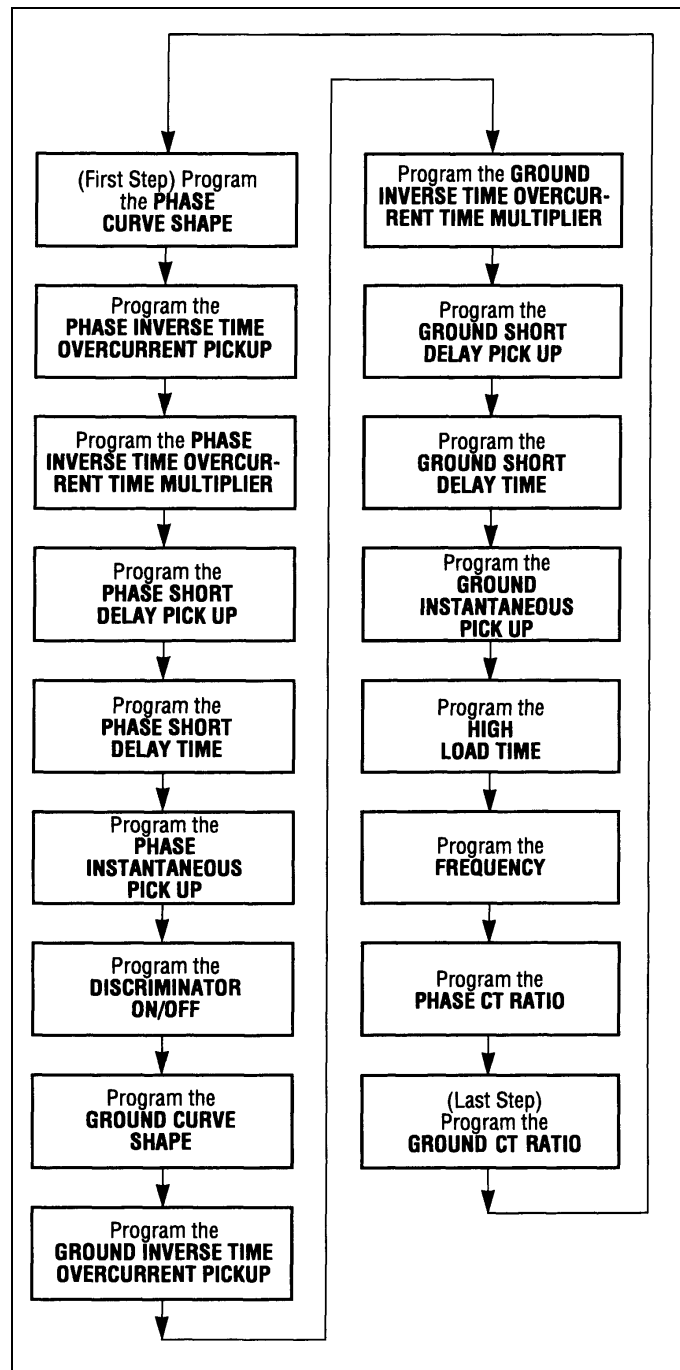 (First Step) Program
the PHASE
CURVE SHAPE
Program the
PHASE INVERSE TIME
OVERCURRENT PICKUP
Program the PHASE
INVERSE TIME OVERCUR-
RENT TIME MULTIPLIER
Program the
PHASE SHORT
DELAY PICK UP
Program the
PHASE SHORT
DELAY TIME
Program the
PHASE
INSTANTANEOUS
PICK UP
Program the
DISCRIMINATOR
ON/OFF
Program the
GROUND CURVE
SHAPE
Program the
GROUND INVERSE TIME
OVERCURRENT PICKUP
Program the GROUND
INVERSE TIME OVERCUR-
RENT TIME MULTIPLIER
Program the
GROUND SHORT
DELAY PICK UP
Program the
GROUND SHORT
DELAY TIME
Program the
GROUND
INSTANTANEOUS
PICK UP
Program the
HIGH
LOAD TIME
Program the
FREQUENCY
Program the
PHASE CT RATIO
(Last Step)
Program the
GROUND CT RATIO